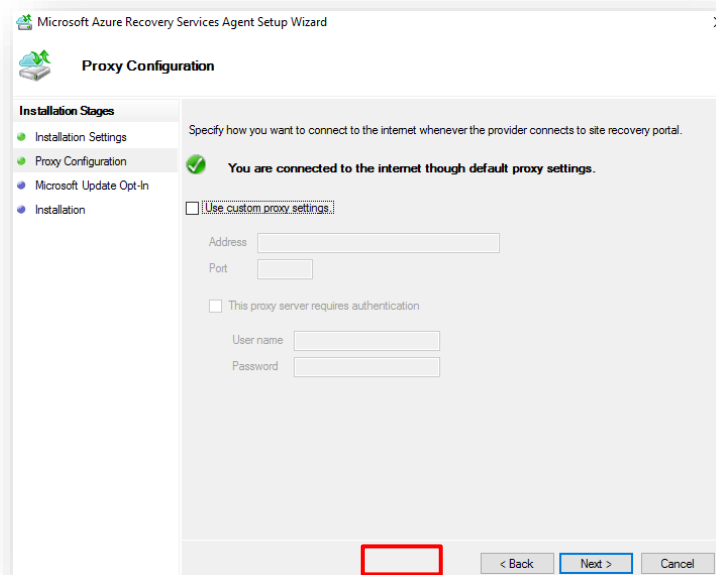 Microsoft Azure Recovery Services Agent Setup Wizard
Proxy Configuration
Installation Stages
Installation Settings
Proxy Configuration
Microsoft Update Opt-In
Installation
Specify how you want to connect to the internet whenever the provider connects to site recovery portal.
You are connected to the internet though default proxy settings.
Use custom proxy settings.
Address
Port
This proxy server requires authentication
User name
Password
< Back Next > Cancel